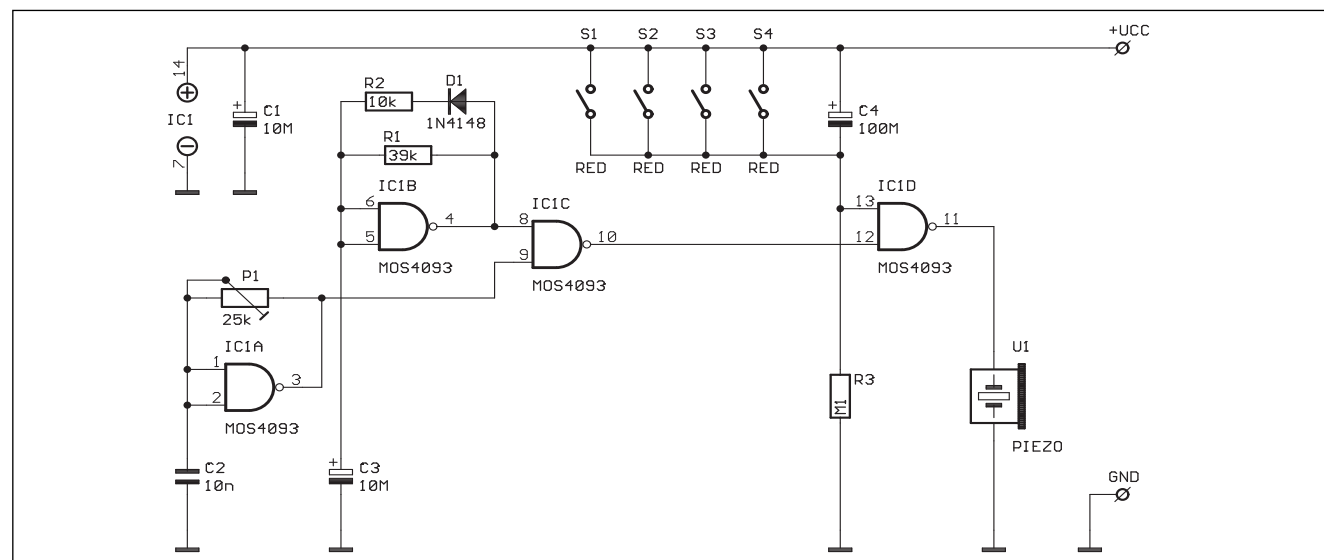 S1 S2 S3 S4
+UCC
14
IC1
7
C1
10M
+
R2
10k
D1
1N4148
R1
39k
RED RED RED RED
+
C4
100M
IC1B
6
5
4
MOS4093
IC1C
8
9
10
MOS4093
IC1D
13
12
11
MOS4093
P1
25k
IC1A
1
2
3
MOS4093
C2
10n
+
C3
10M
R3
M1
U1
PIEZO
GND